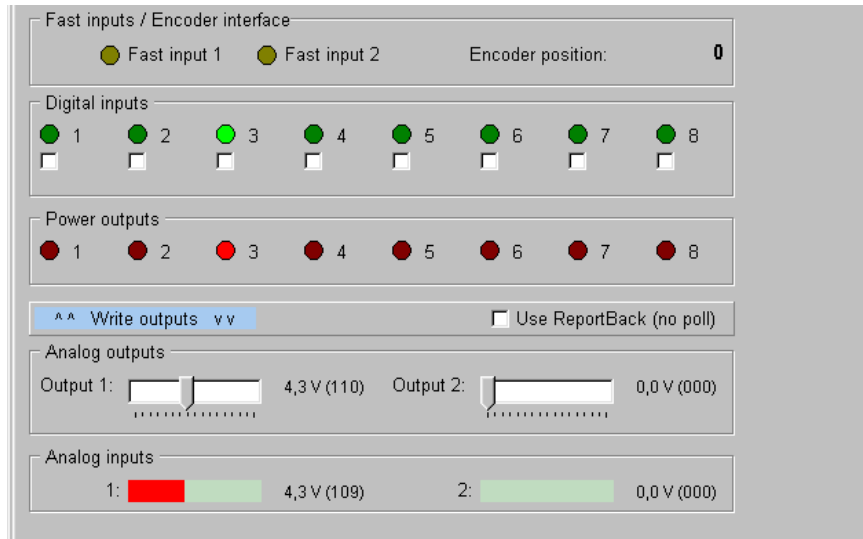 Fast inputs / Encoder interface
Fast input 1 Fast input 2 Encoder position: 0
Digital inputs
1 2 3 4 5 6 7 8
Power outputs
1 2 3 4 5 6 7 8
^^ Write outputs v v Use ReportBack (no poll)
Analog outputs
Output 1: 4,3 V (110) Output 2: 0,0 V (000)
Analog inputs
1: 4,3 V (109) 2: 0,0 V (000)